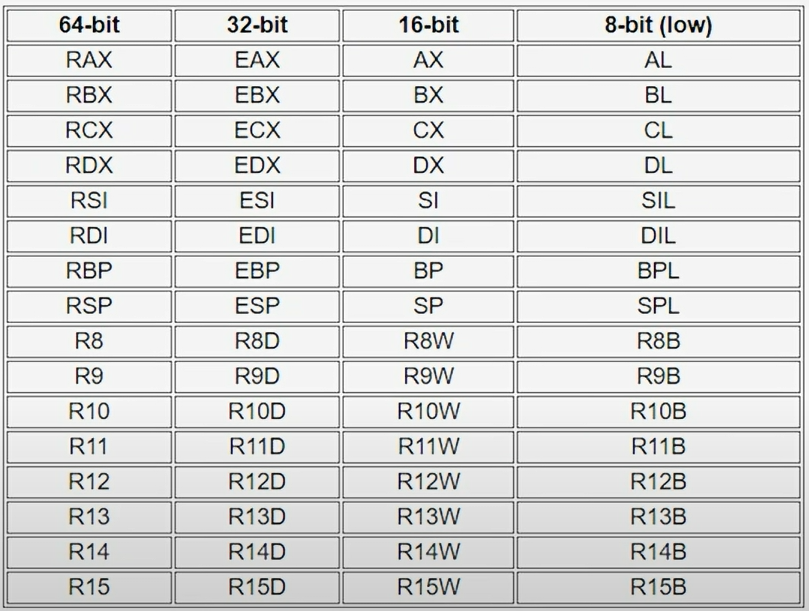 64-bit 32-bit 16-bit 8-bit (low)
RAX EAX AX AL
RBX EBX BX BL
RCX ECX CX CL
RDX EDX DX DL
RSI ESI SI SIL
RDI EDI DI DIL
RBP EBP BP BPL
RSP ESP SP SPL
R8 R8D R8W R8B
R9 R9D R9W R9B
R10 R10D R10W R10B
R11 R11D R11W R11B
R12 R12D R12W R12B
R13 R13D R13W R13B
R14 R14D R14W R14B
R15 R15D R15W R15B